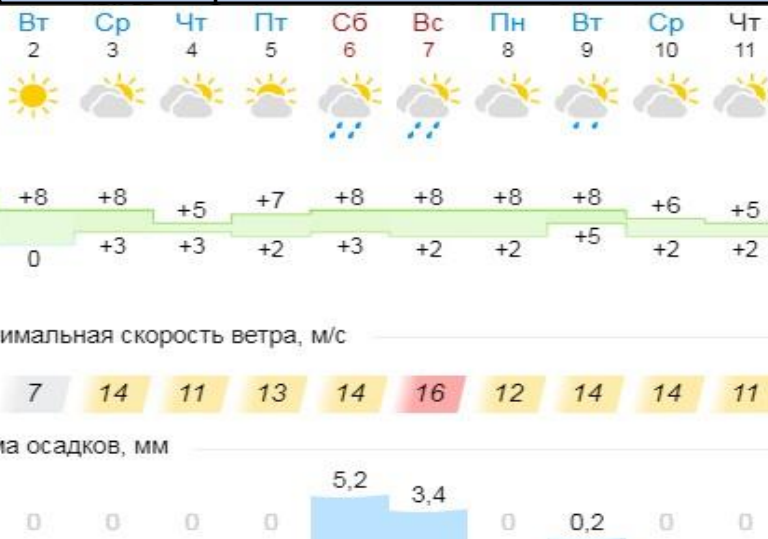 Вт Ср Чт Пт Сб Вс Пн Вт Ср Чт
2 3 4 5 6 7 8 9 10 11
+8 +8 +5 +7 +8 +8 +8 +8 +6 +5
0 +3 +3 +2 +3 +2 +2 +5 +2 +2
имальная скорость ветра, м/с
7 14 11 13 14 16 12 14 14 11
ма осадков, мм
0 0 0 0 5,2 3,4 0 0,2 0 0